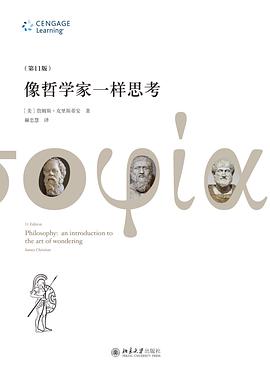 CENGAGE
Learning™
（第11版）
像哲学家一样思考
［美］詹姆斯·克里斯蒂安 著
赫忠慧 译
σοφία
11 Edition
Philosophy: an introduction to
the art of wondering
James Christian
北京大学出版社